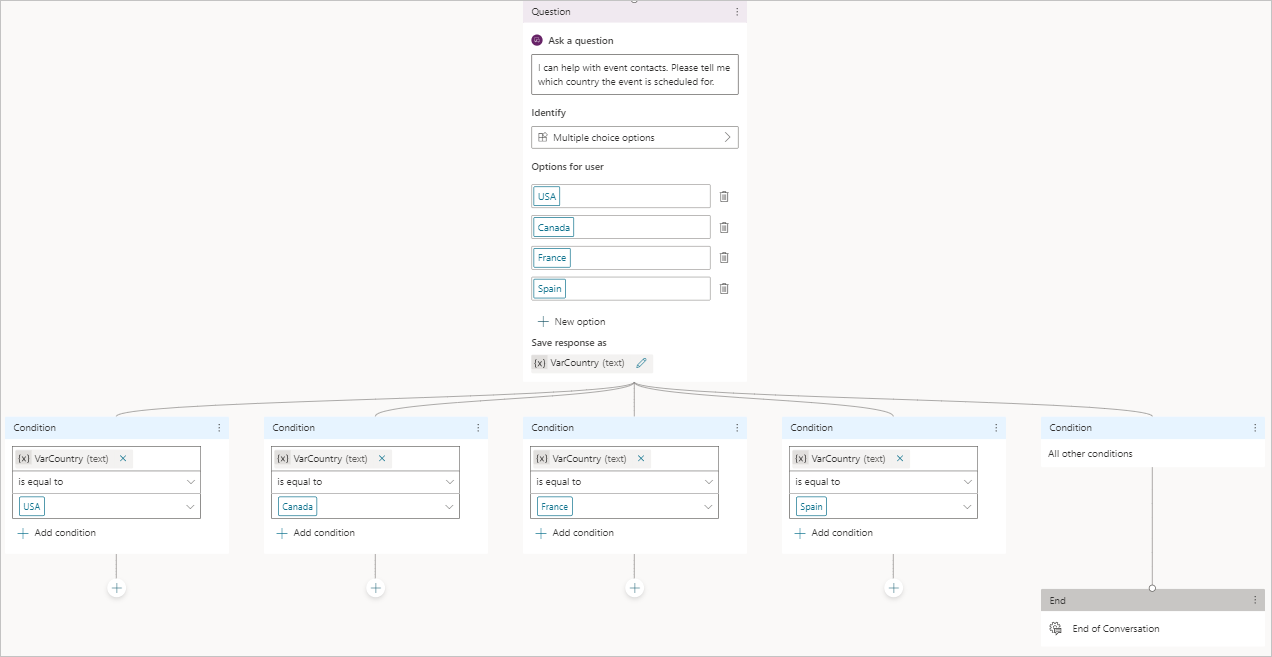 Question
Ask a question
I can help with event contacts. Please tell me
which country the event is scheduled for.
Identify
Multiple choice options
Options for user
USA
Canada
France
Spain
New option
Save response as
{x} VarCountry (text)
Condition
{x} VarCountry (text)
is equal to
USA
Add condition
Condition
{x} VarCountry (text)
is equal to
Canada
Add condition
Condition
{x} VarCountry (text)
is equal to
France
Add condition
Condition
{x} VarCountry (text)
is equal to
Spain
Add condition
Condition
All other conditions
End
End of Conversation